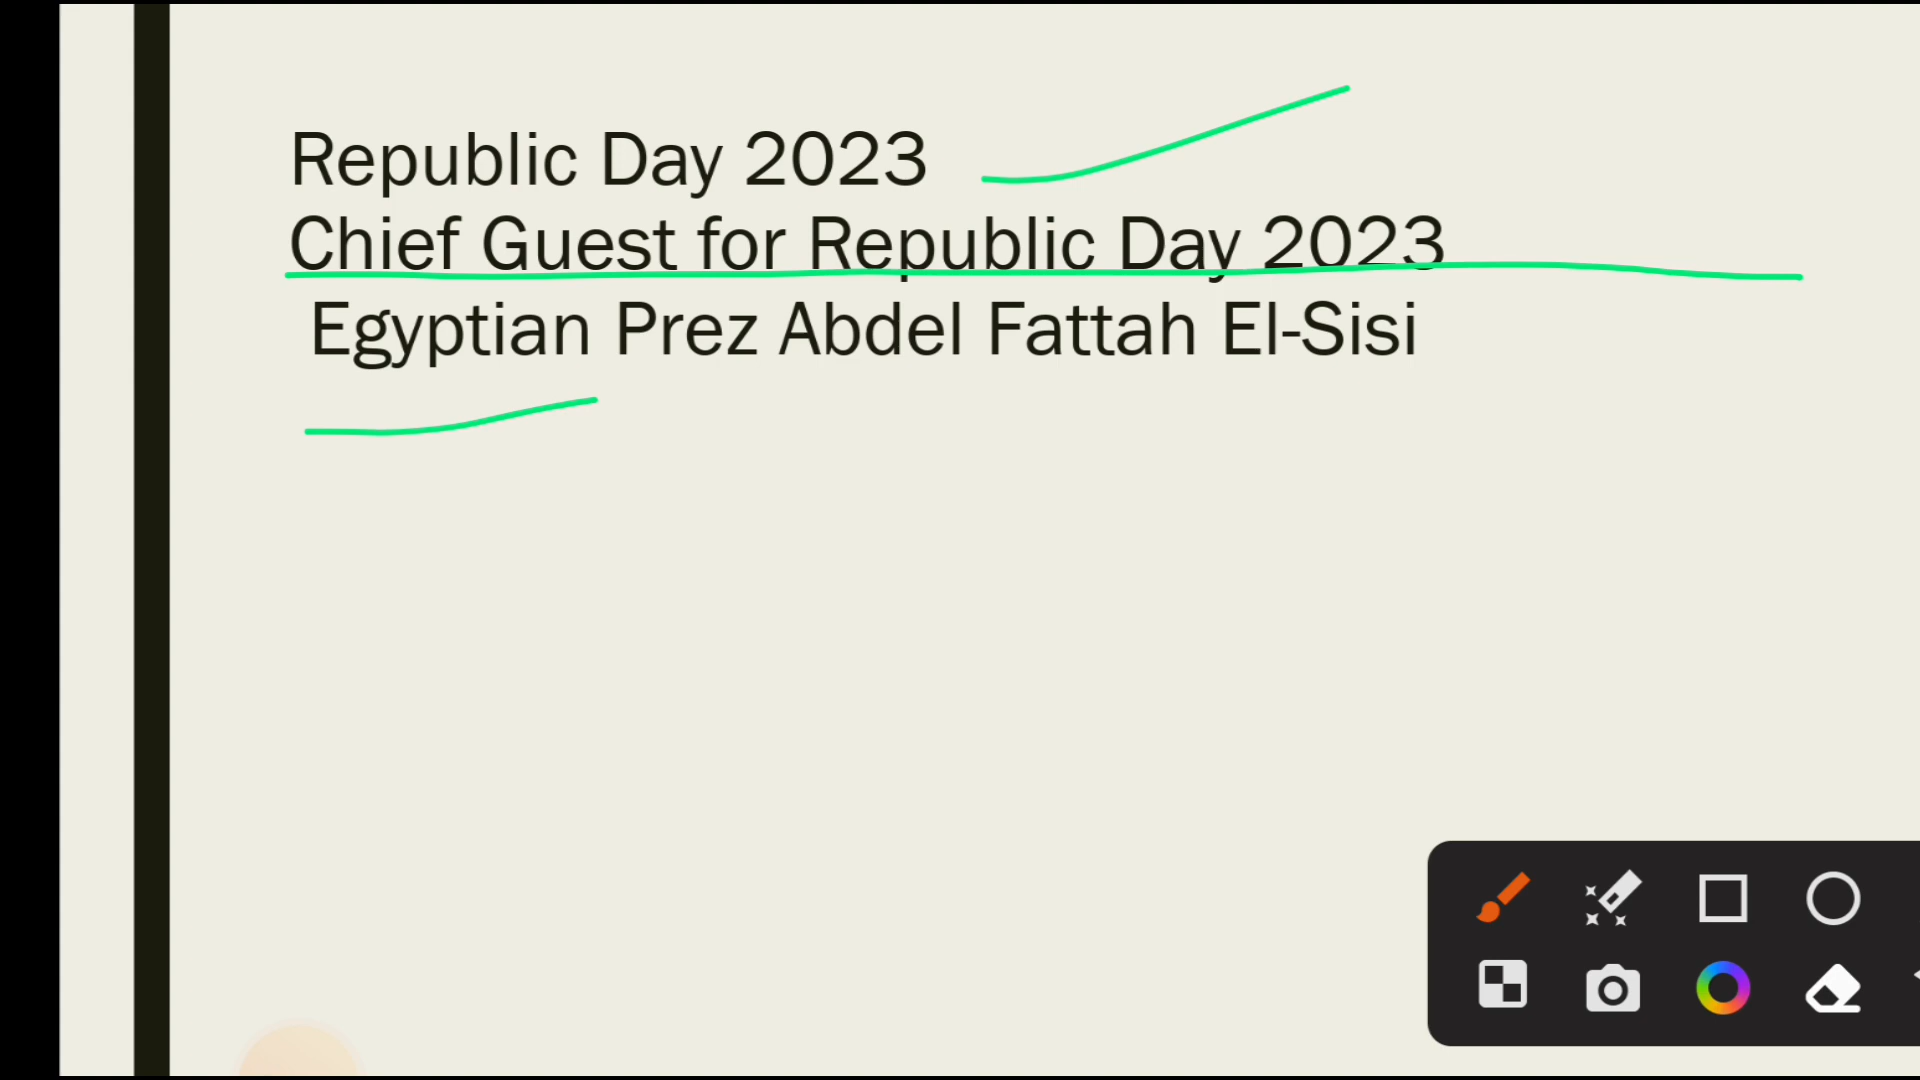 Republic Day 2023
Chief Guest for Republic Day 2023
Egyptian Prez Abdel Fattah El-Sisi